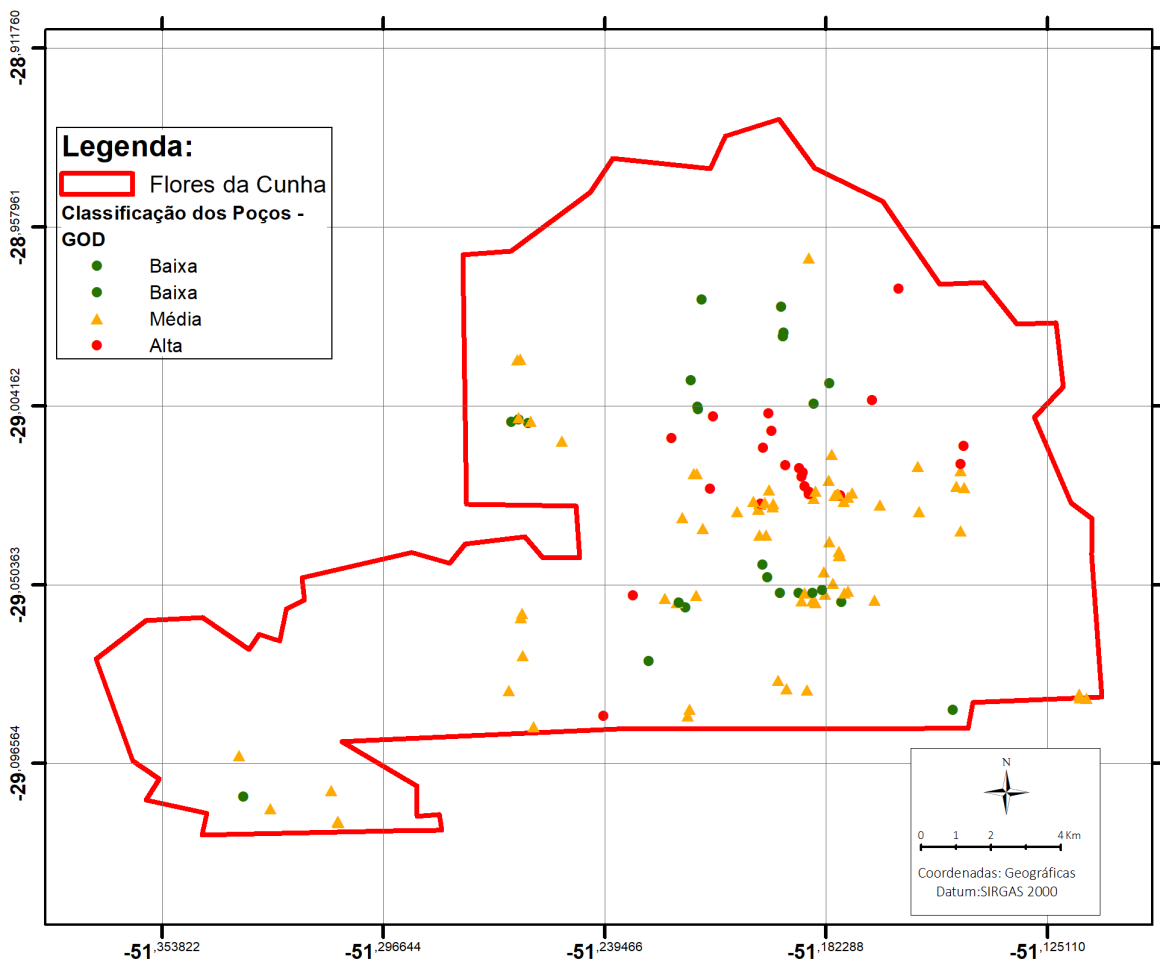 -28,911760
-28,957961
-29,004162
-29,050363
-29,096564
Legenda:
Flores da Cunha
Classificação dos Poços -
GOD
Baixa
Baixa
Média
Alta
N
0 1 2 4 Km
Coordenadas: Geográficas
Datum:SIRGAS 2000
-51,353822 -51,296644 -51,239466 -51,182288 -51,125110